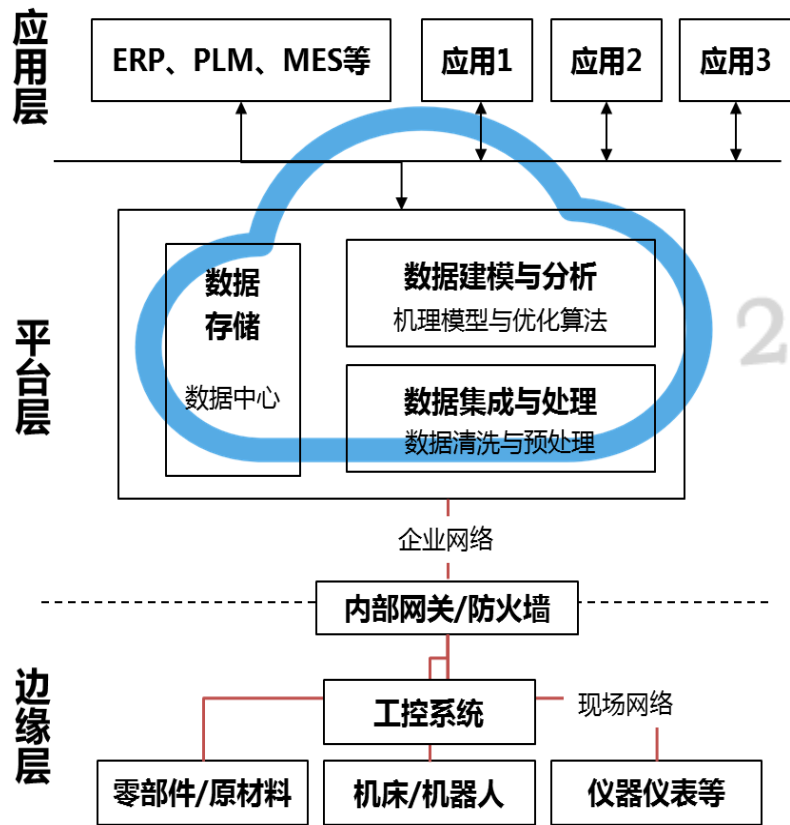 应用层
ERP、PLM、MES等
应用1
应用2
应用3
平台层
数据
存储
数据中心
数据建模与分析
机理模型与优化算法
数据集成与处理
数据清洗与预处理
2
企业网络
内部网关/防火墙
边缘层
工控系统
现场网络
零部件/原材料
机床/机器人
仪器仪表等